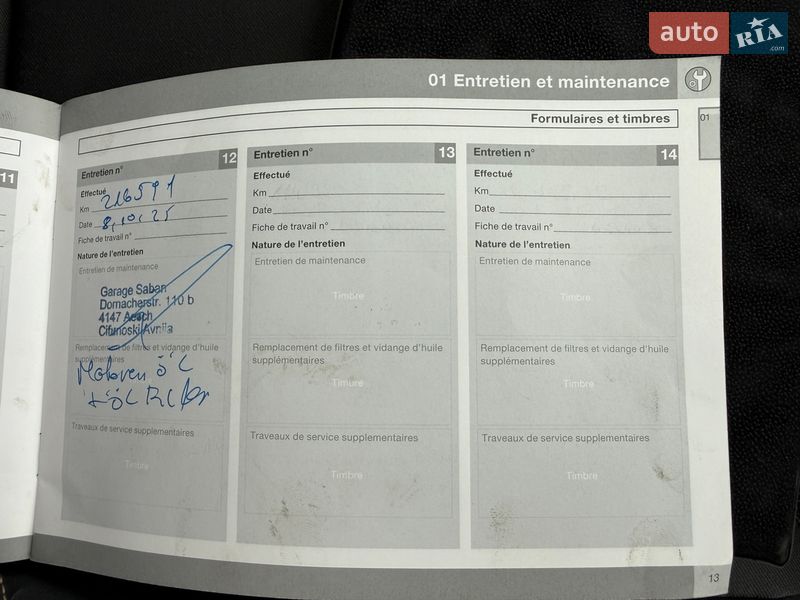 auto RIA .com
01 Entretien et maintenance
Formulaires et timbres
01
11
Entretien n° 12
Effectué
Km 216591
Date 8,10,25
Fiche de travail n°
Nature de l'entretien
Entretien de maintenance
Garage Saban
Dornacherstr. 110 b
4147 Aesch
Remplacement de filtres et vidange d'huile
supplémentaires
Motoren öl
Traveaux de service supplementaires
Timbre
Entretien n° 13
Effectué
Km
Date
Fiche de travail n°
Nature de l'entretien
Entretien de maintenance
Timbre
Remplacement de filtres et vidange d'huile
supplémentaires
Timbre
Traveaux de service supplementaires
Timbre
Entretien n° 14
Effectué
Km
Date
Fiche de travail n°
Nature de l'entretien
Entretien de maintenance
Timbre
Remplacement de filtres et vidange d'huile
supplémentaires
Timbre
Traveaux de service supplementaires
Timbre
13